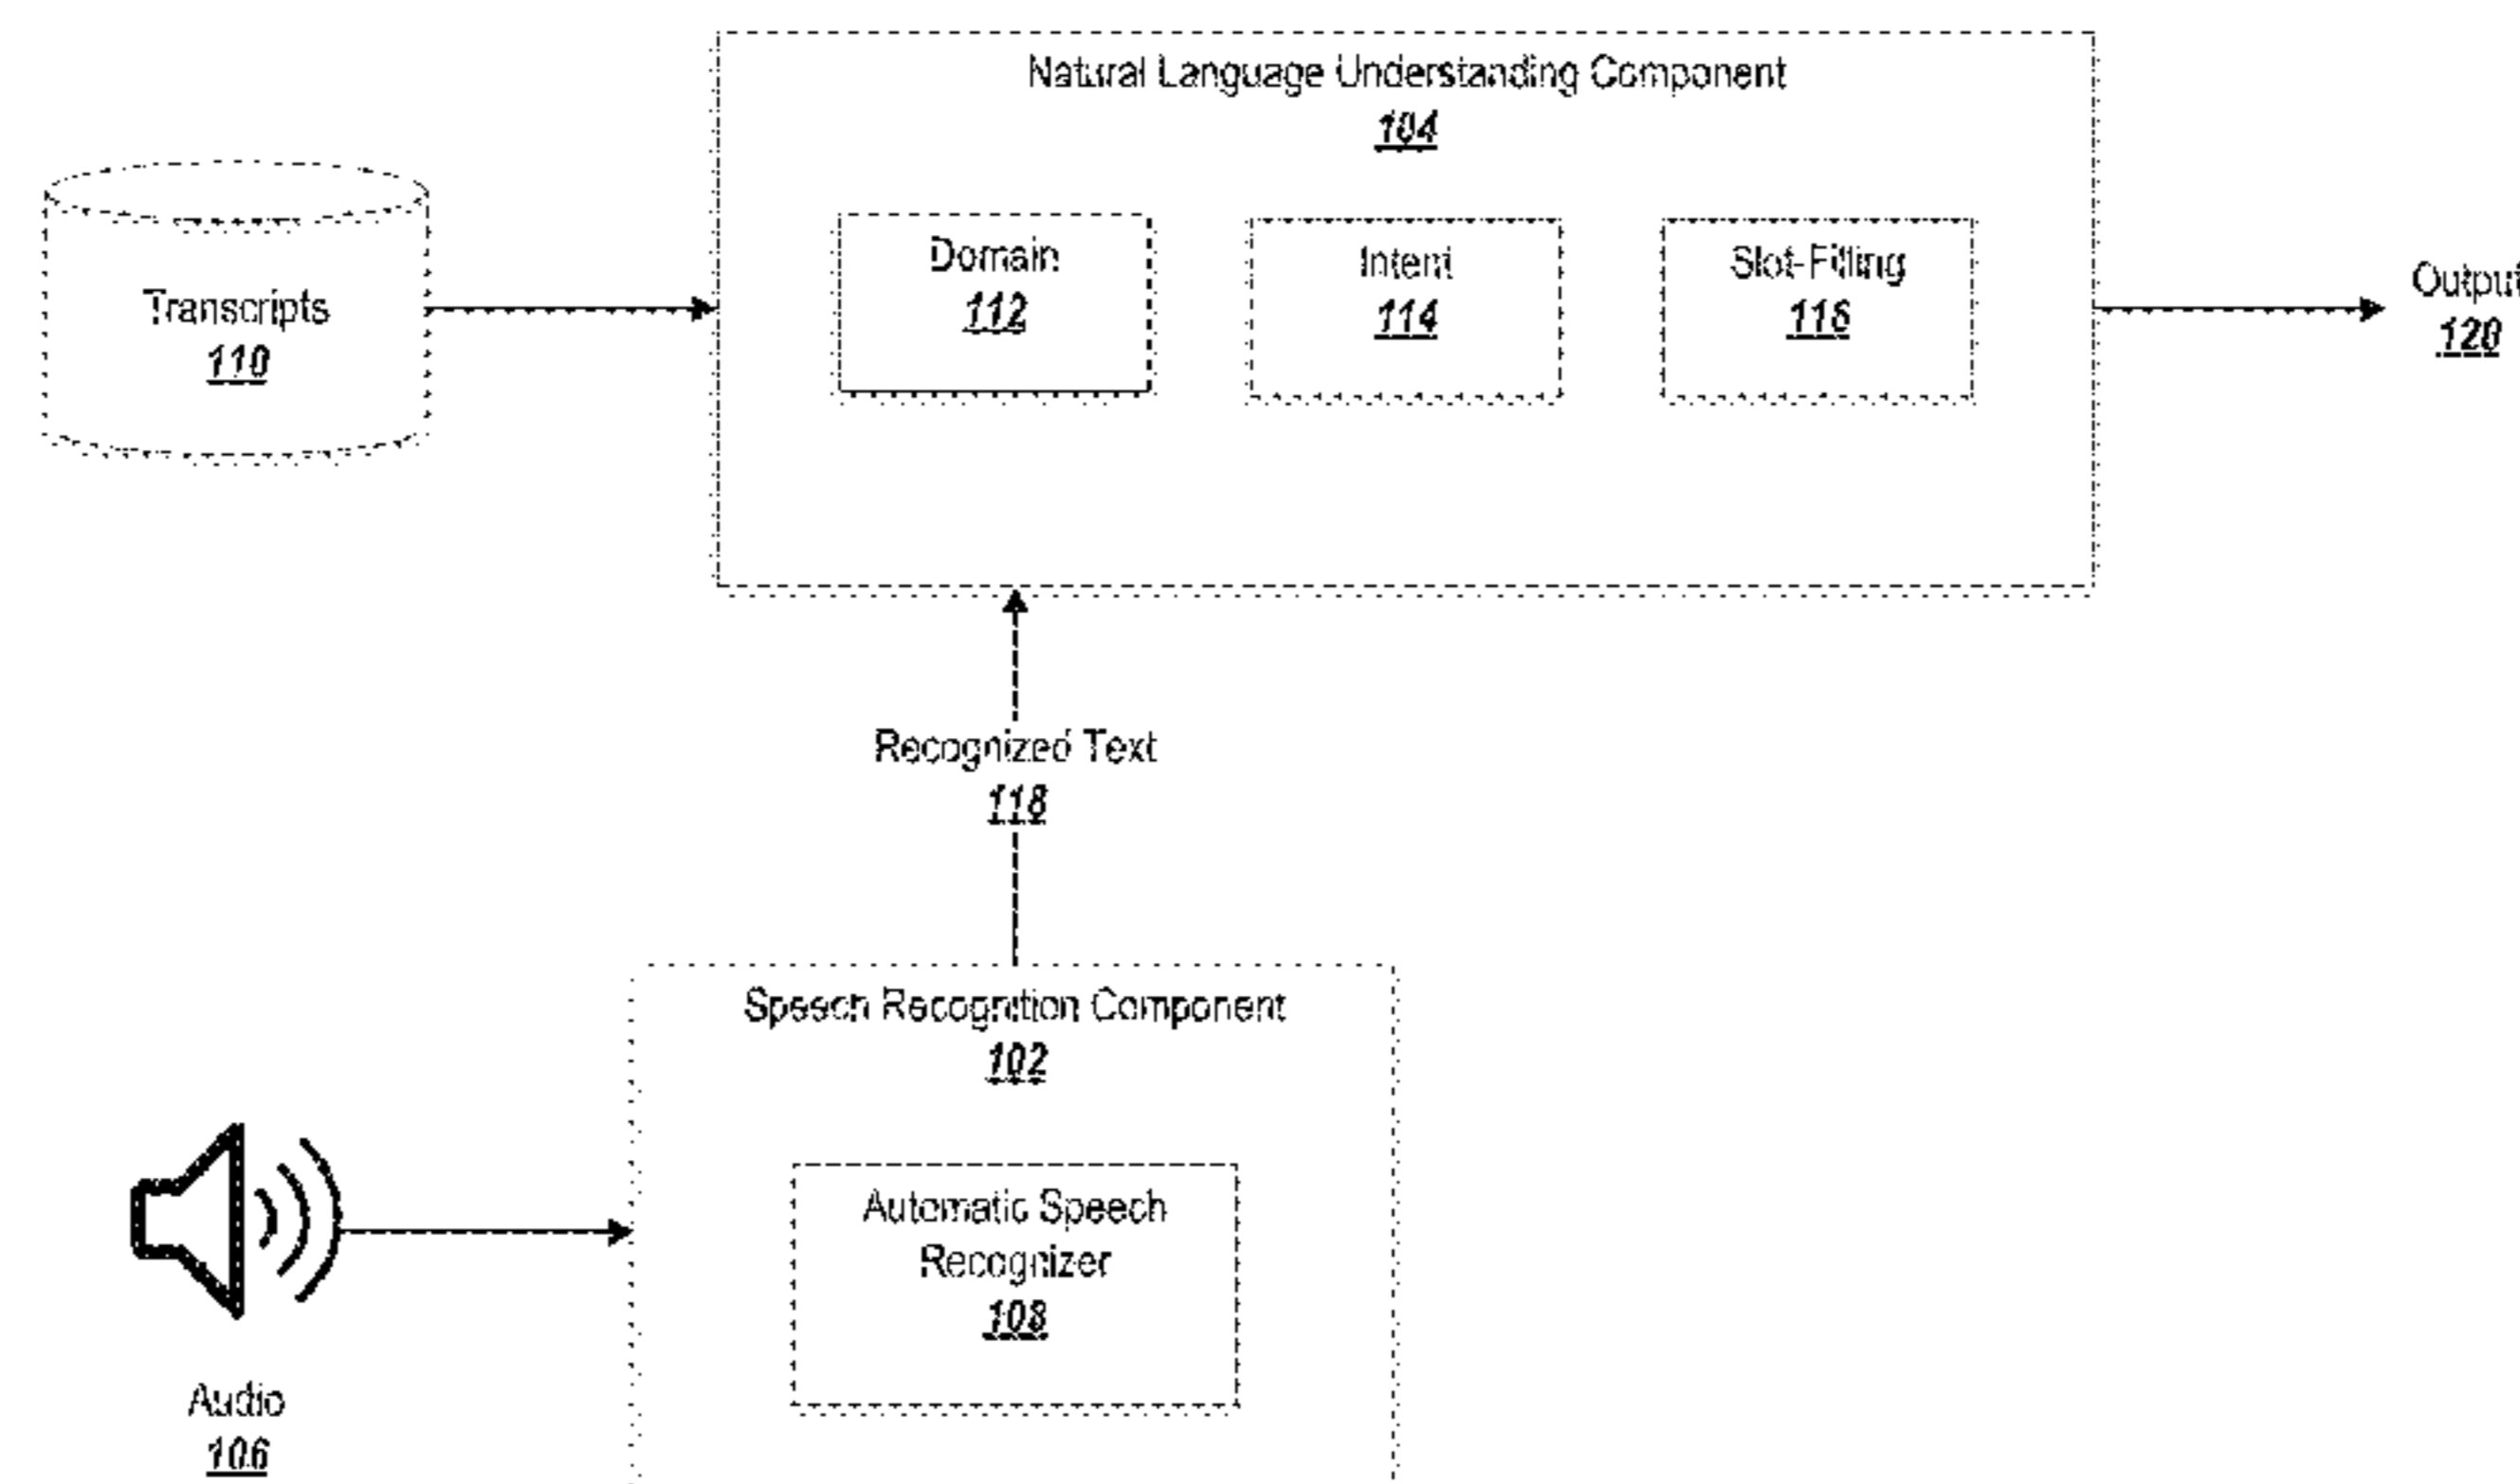 Natural Language Understanding Component
104
Transcripts
110
Domain
112
Intent
114
Slot-Filling
116
Output
120
Recognized Text
118
Speech Recognition Component
102
Automatic Speech
Recognizer
108
Audio
106